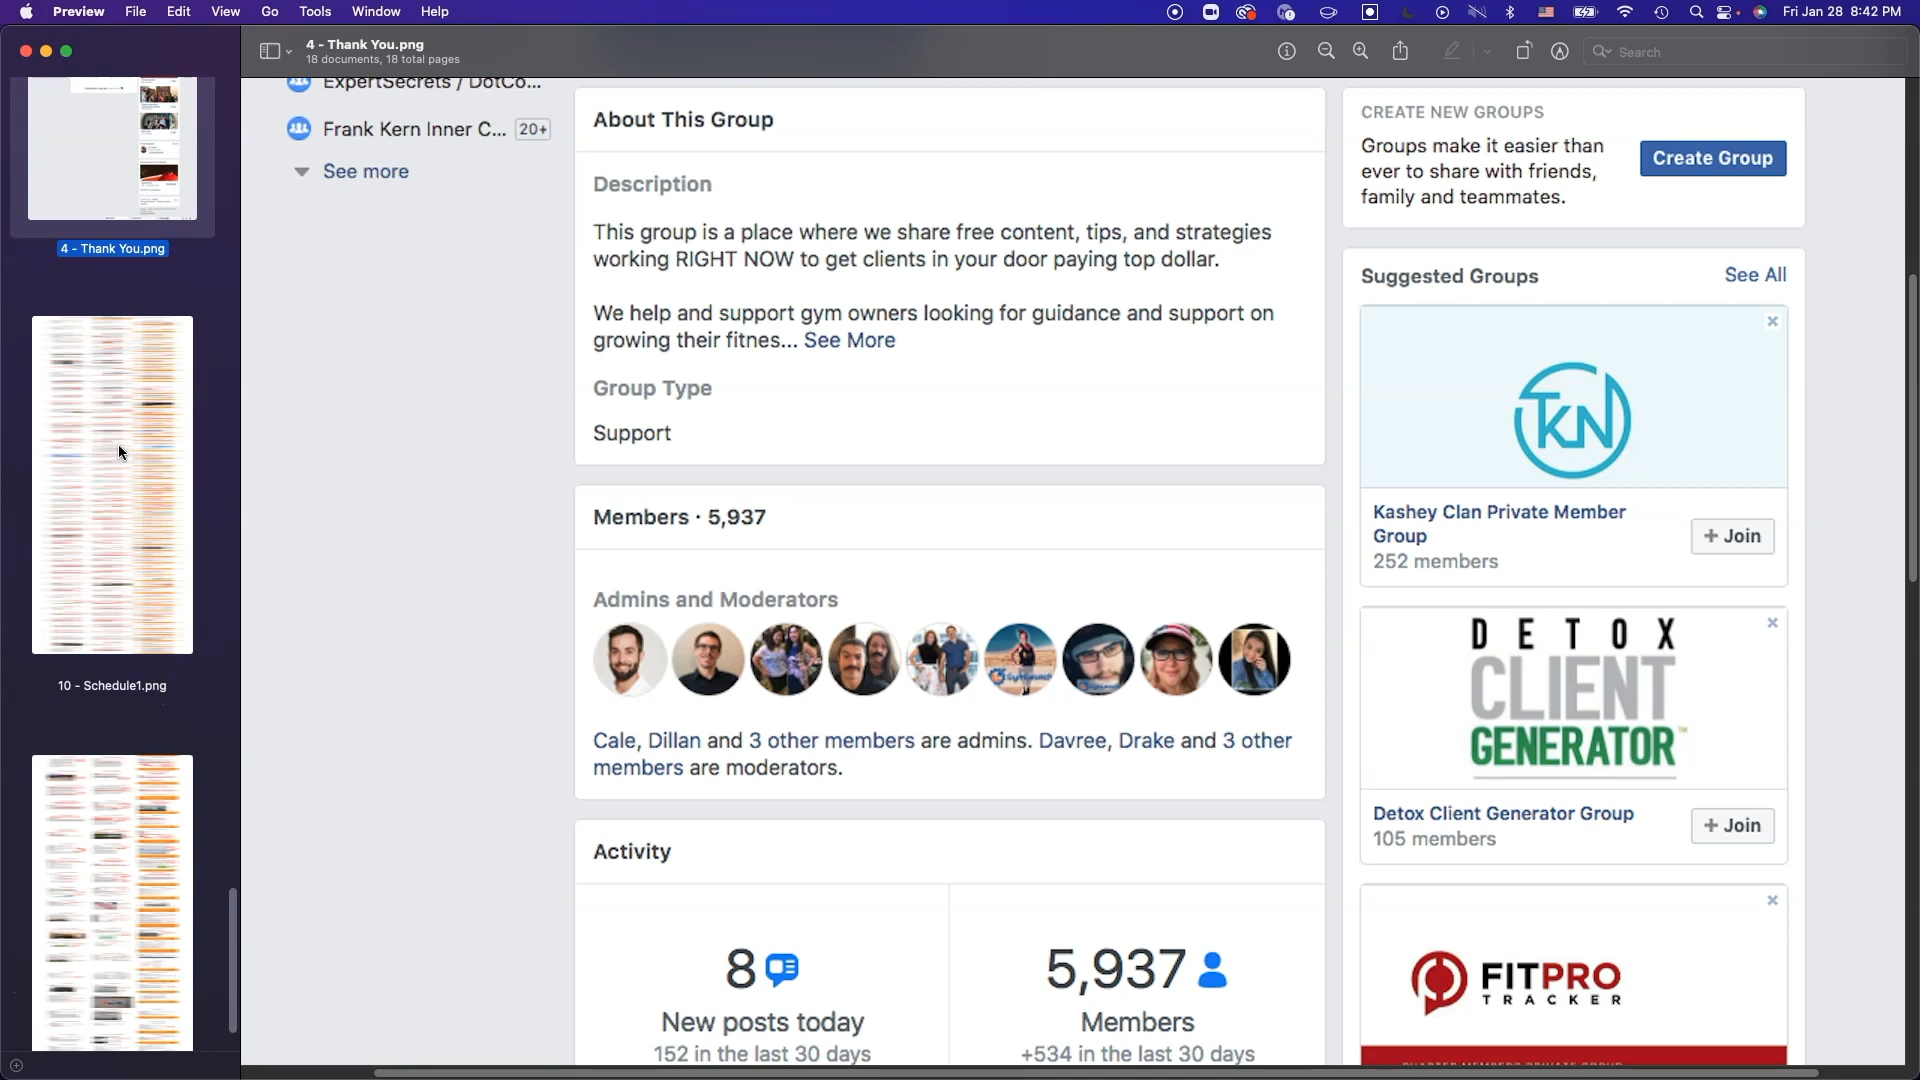 Preview File Edit View Go Tools Window Help
Fri Jan 28 8:42 PM
4 - Thank You.png
18 documents, 18 total pages
Search
4 - Thank You.png
10 - Schedule1.png
ExpertSecrets / DotCo...
Frank Kern Inner C... 20+
See more
About This Group
Description
This group is a place where we share free content, tips, and strategies
working RIGHT NOW to get clients in your door paying top dollar.
We help and support gym owners looking for guidance and support on
growing their fitnes... See More
Group Type
Support
Members · 5,937
Admins and Moderators
Cale, Dillan and 3 other members are admins. Davree, Drake and 3 other
members are moderators.
Activity
8
New posts today
152 in the last 30 days
5,937
Members
+534 in the last 30 days
CREATE NEW GROUPS
Groups make it easier than
ever to share with friends,
family and teammates.
Create Group
Suggested Groups
See All
TKN
Kashey Clan Private Member
Group
252 members
+ Join
DETOX
CLIENT
GENERATOR™
Detox Client Generator Group
105 members
+ Join
FITPRO
TRACKER